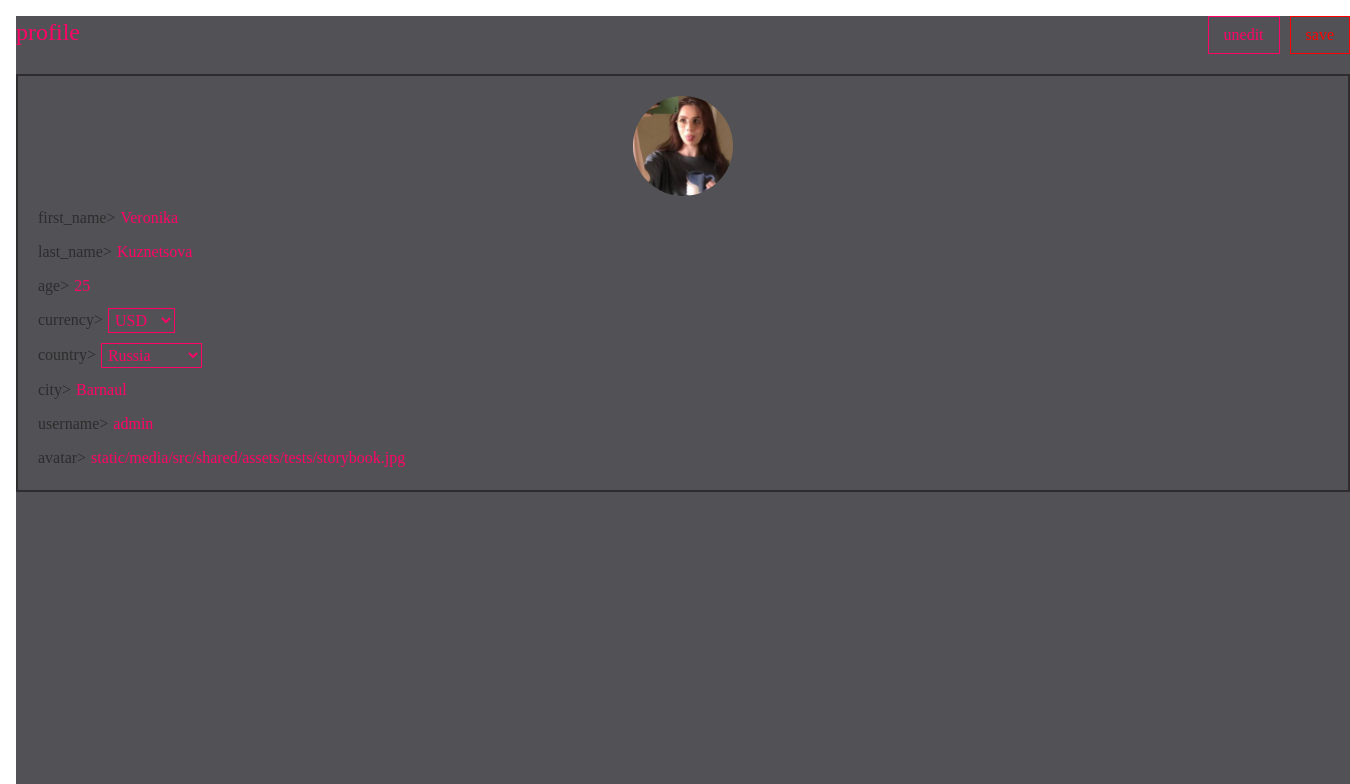 profile
unedit
save
first_name> Veronika
last_name> Kuznetsova
age> 25
currency> USD
country> Russia
city> Barnaul
username> admin
avatar> static/media/src/shared/assets/tests/storybook.jpg